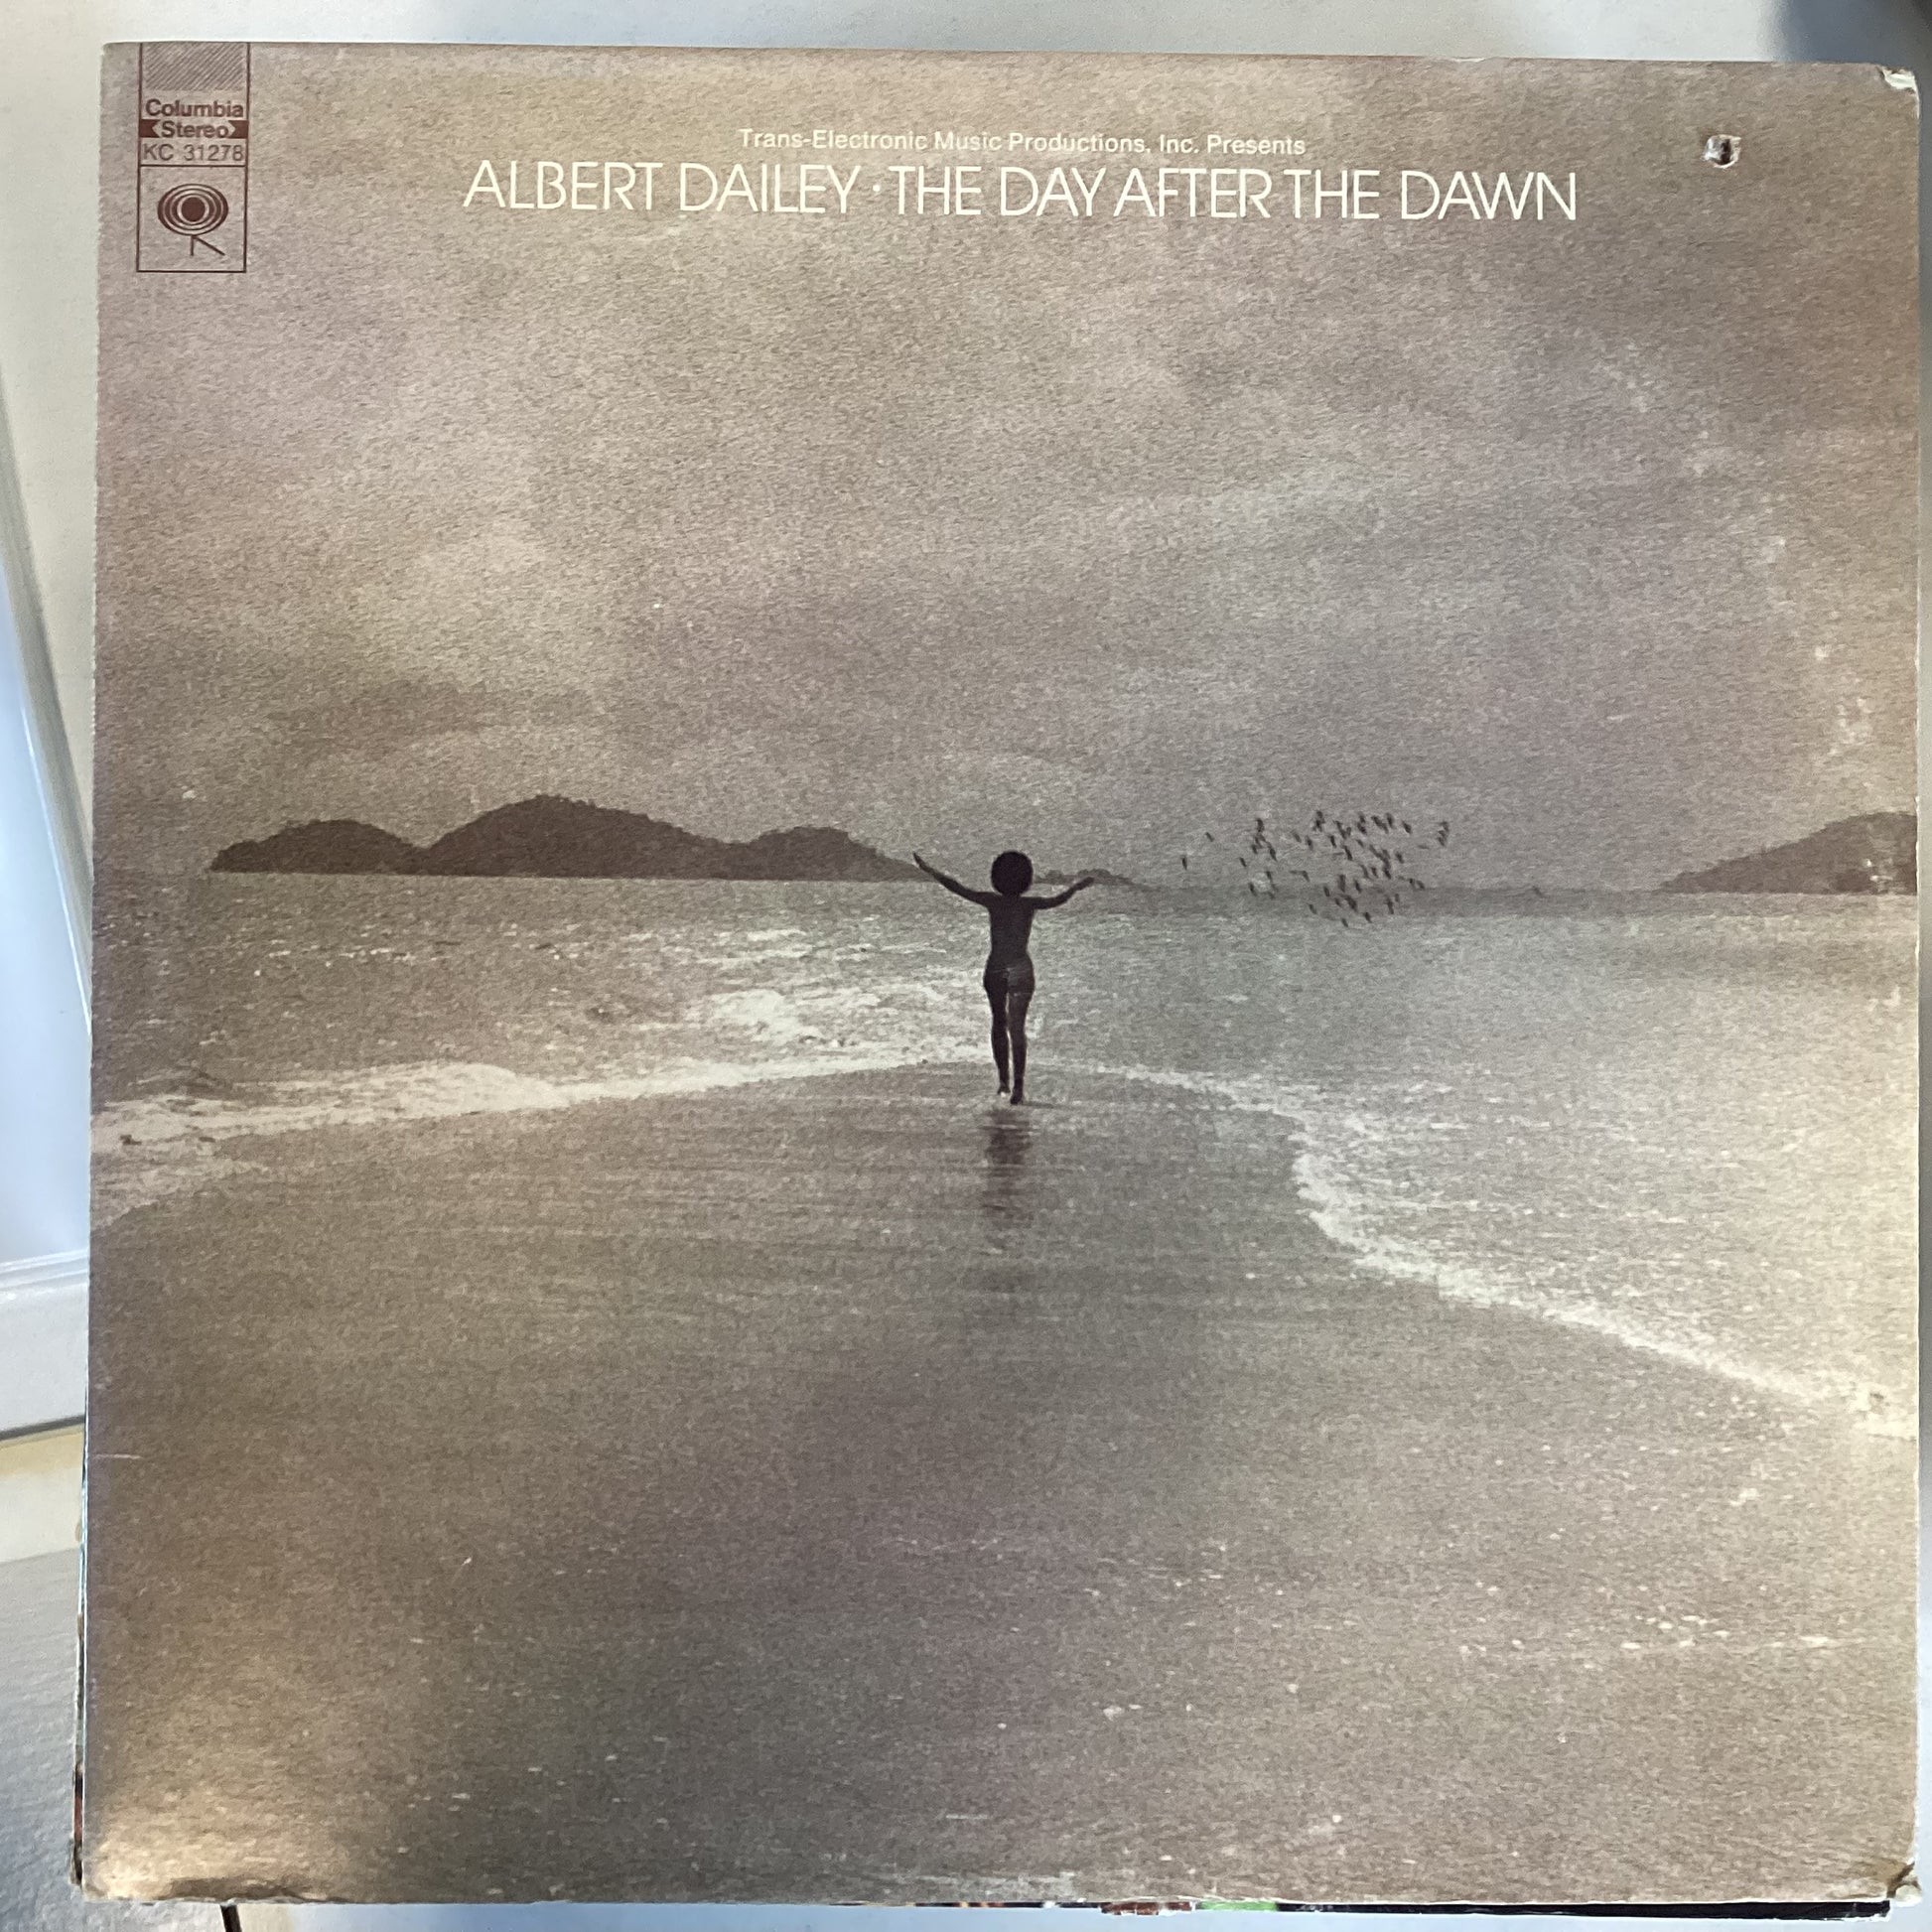 Columbia
Stereo
KC 31278
Trans-Electronic Music Productions, Inc. Presents
ALBERT DAILEY · THE DAY AFTER THE DAWN